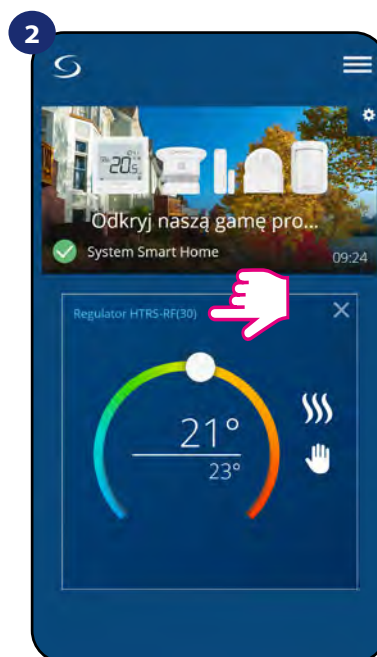 2
20.5
Odkryj naszą gamę pro...
System Smart Home
09:24
Regulator HTRS-RF(30)
21°
23°